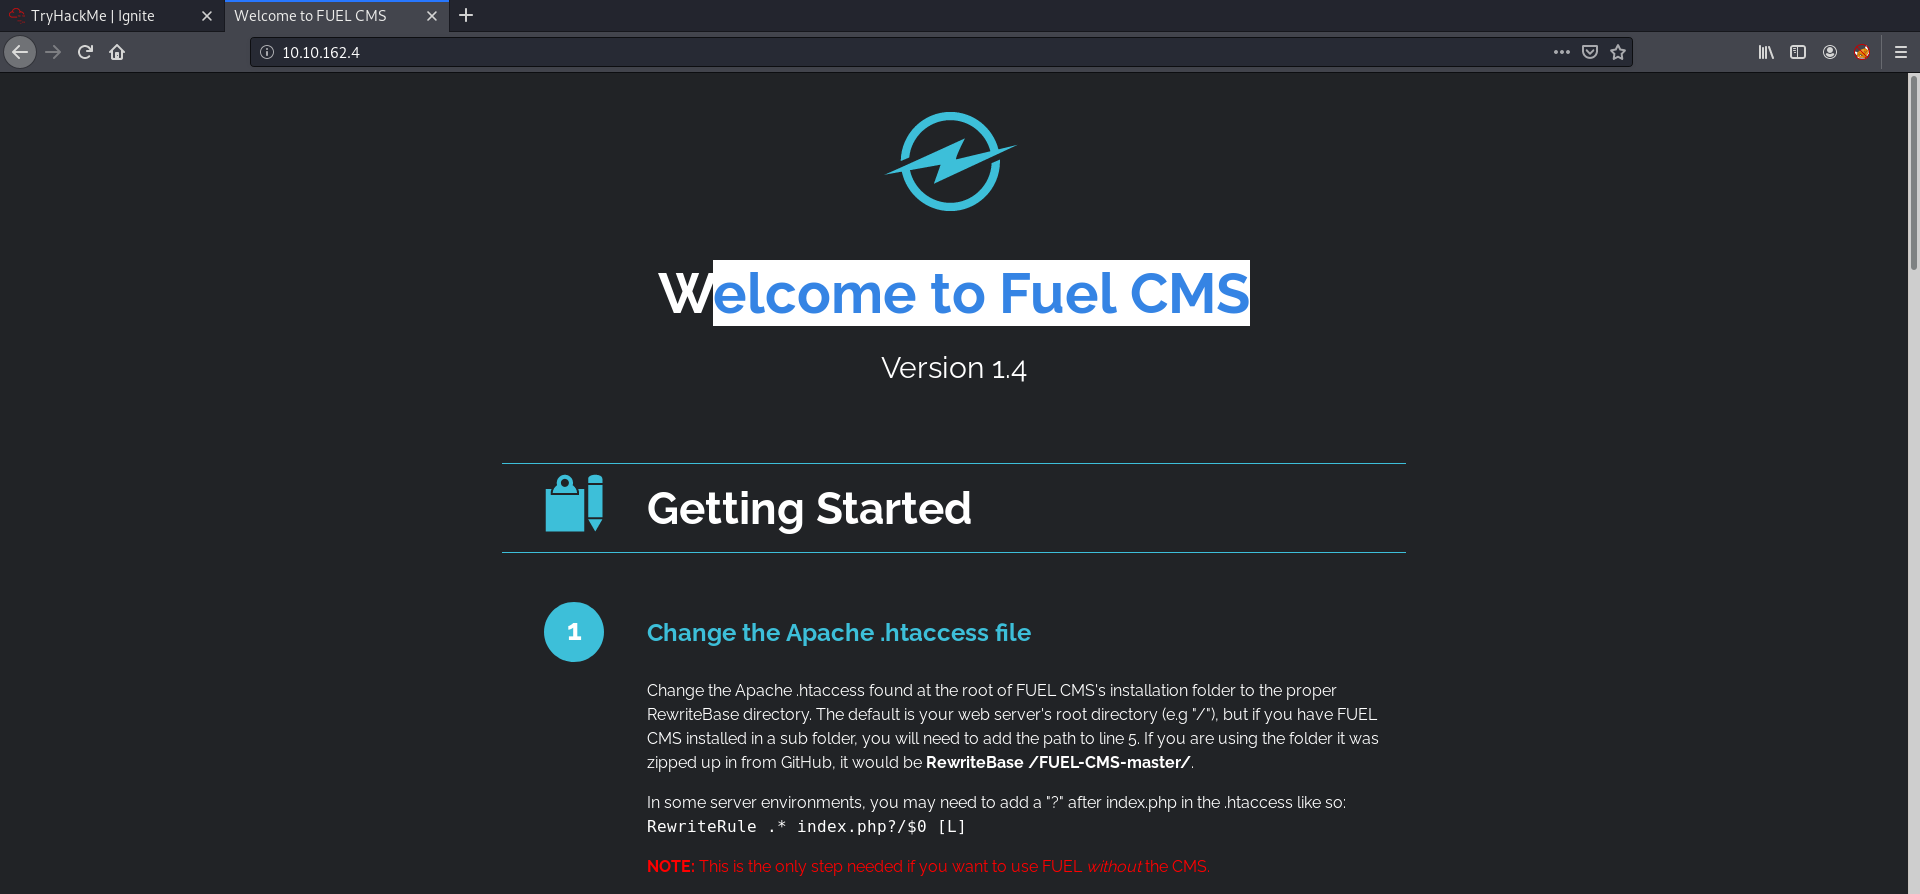 TryHackMe | Ignite
Welcome to FUEL CMS
10.10.162.4
Welcome to Fuel CMS
Version 1.4
Getting Started
1
Change the Apache .htaccess file
Change the Apache .htaccess found at the root of FUEL CMS's installation folder to the proper
RewriteBase directory. The default is your web server's root directory (e.g "/"), but if you have FUEL
CMS installed in a sub folder, you will need to add the path to line 5. If you are using the folder it was
zipped up in from GitHub, it would be RewriteBase /FUEL-CMS-master/.
In some server environments, you may need to add a "?" after index.php in the .htaccess like so:
RewriteRule .* index.php?/$0 [L]
NOTE: This is the only step needed if you want to use FUEL without the CMS.